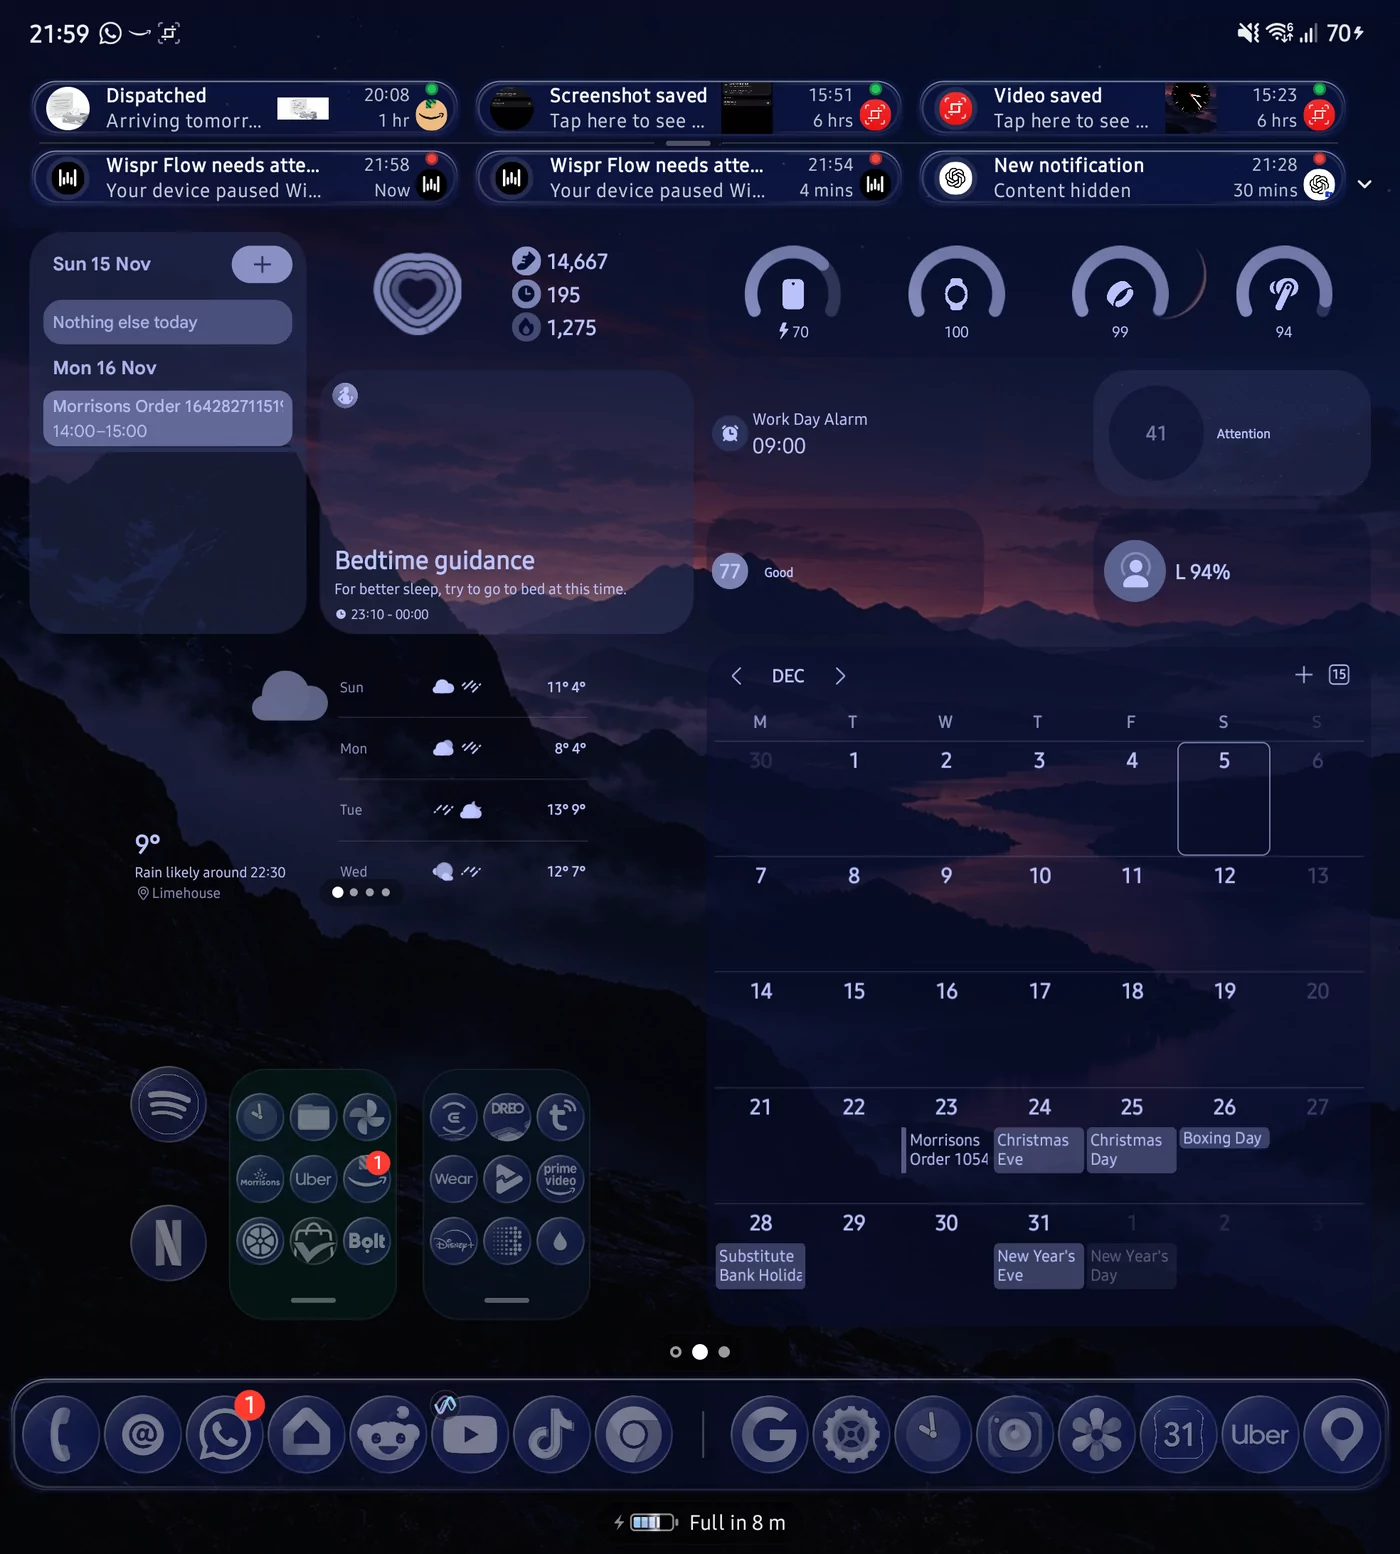 21:59
70
Dispatched
Arriving tomorr...
20:08
1 hr
Screenshot saved
Tap here to see ...
15:51
6 hrs
Video saved
Tap here to see ...
15:23
6 hrs
Wispr Flow needs atte...
Your device paused Wi...
21:58
Now
Wispr Flow needs atte...
Your device paused Wi...
21:54
4 mins
New notification
Content hidden
21:28
30 mins
Sun 15 Nov
+
Nothing else today
Mon 16 Nov
Morrisons Order 16428271151
14:00–15:00
14,667
195
1,275
70
100
99
94
Bedtime guidance
For better sleep, try to go to bed at this time.
23:10 - 00:00
Work Day Alarm
09:00
41
Attention
77
Good
L 94%
9°
Rain likely around 22:30
Limehouse
Sun 11° 4°
Mon 8° 4°
Tue 13° 9°
Wed 12° 7°
DEC
15
M T W T F S S
30 1 2 3 4 5 6
7 8 9 10 11 12 13
14 15 16 17 18 19 20
21 22 23 24 25 26 27
Morrisons
Order 1054
Christmas
Eve
Christmas
Day
Boxing Day
28 29 30 31 1 2 3
Substitute
Bank Holida
New Year's
Eve
New Year's
Day
Morrisons
Uber
1
Bolt
DREO
Wear
prime
video
Disney+
1
31
Uber
Full in 8 m